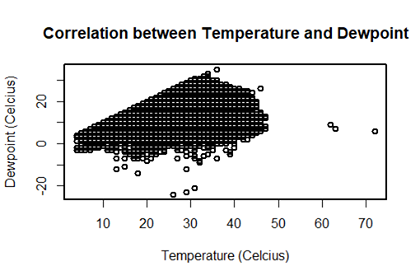 Correlation between Temperature and Dewpoint
Dewpoint (Celcius)
20
0
-20
10 20 30 40 50 60 70
Temperature (Celcius)